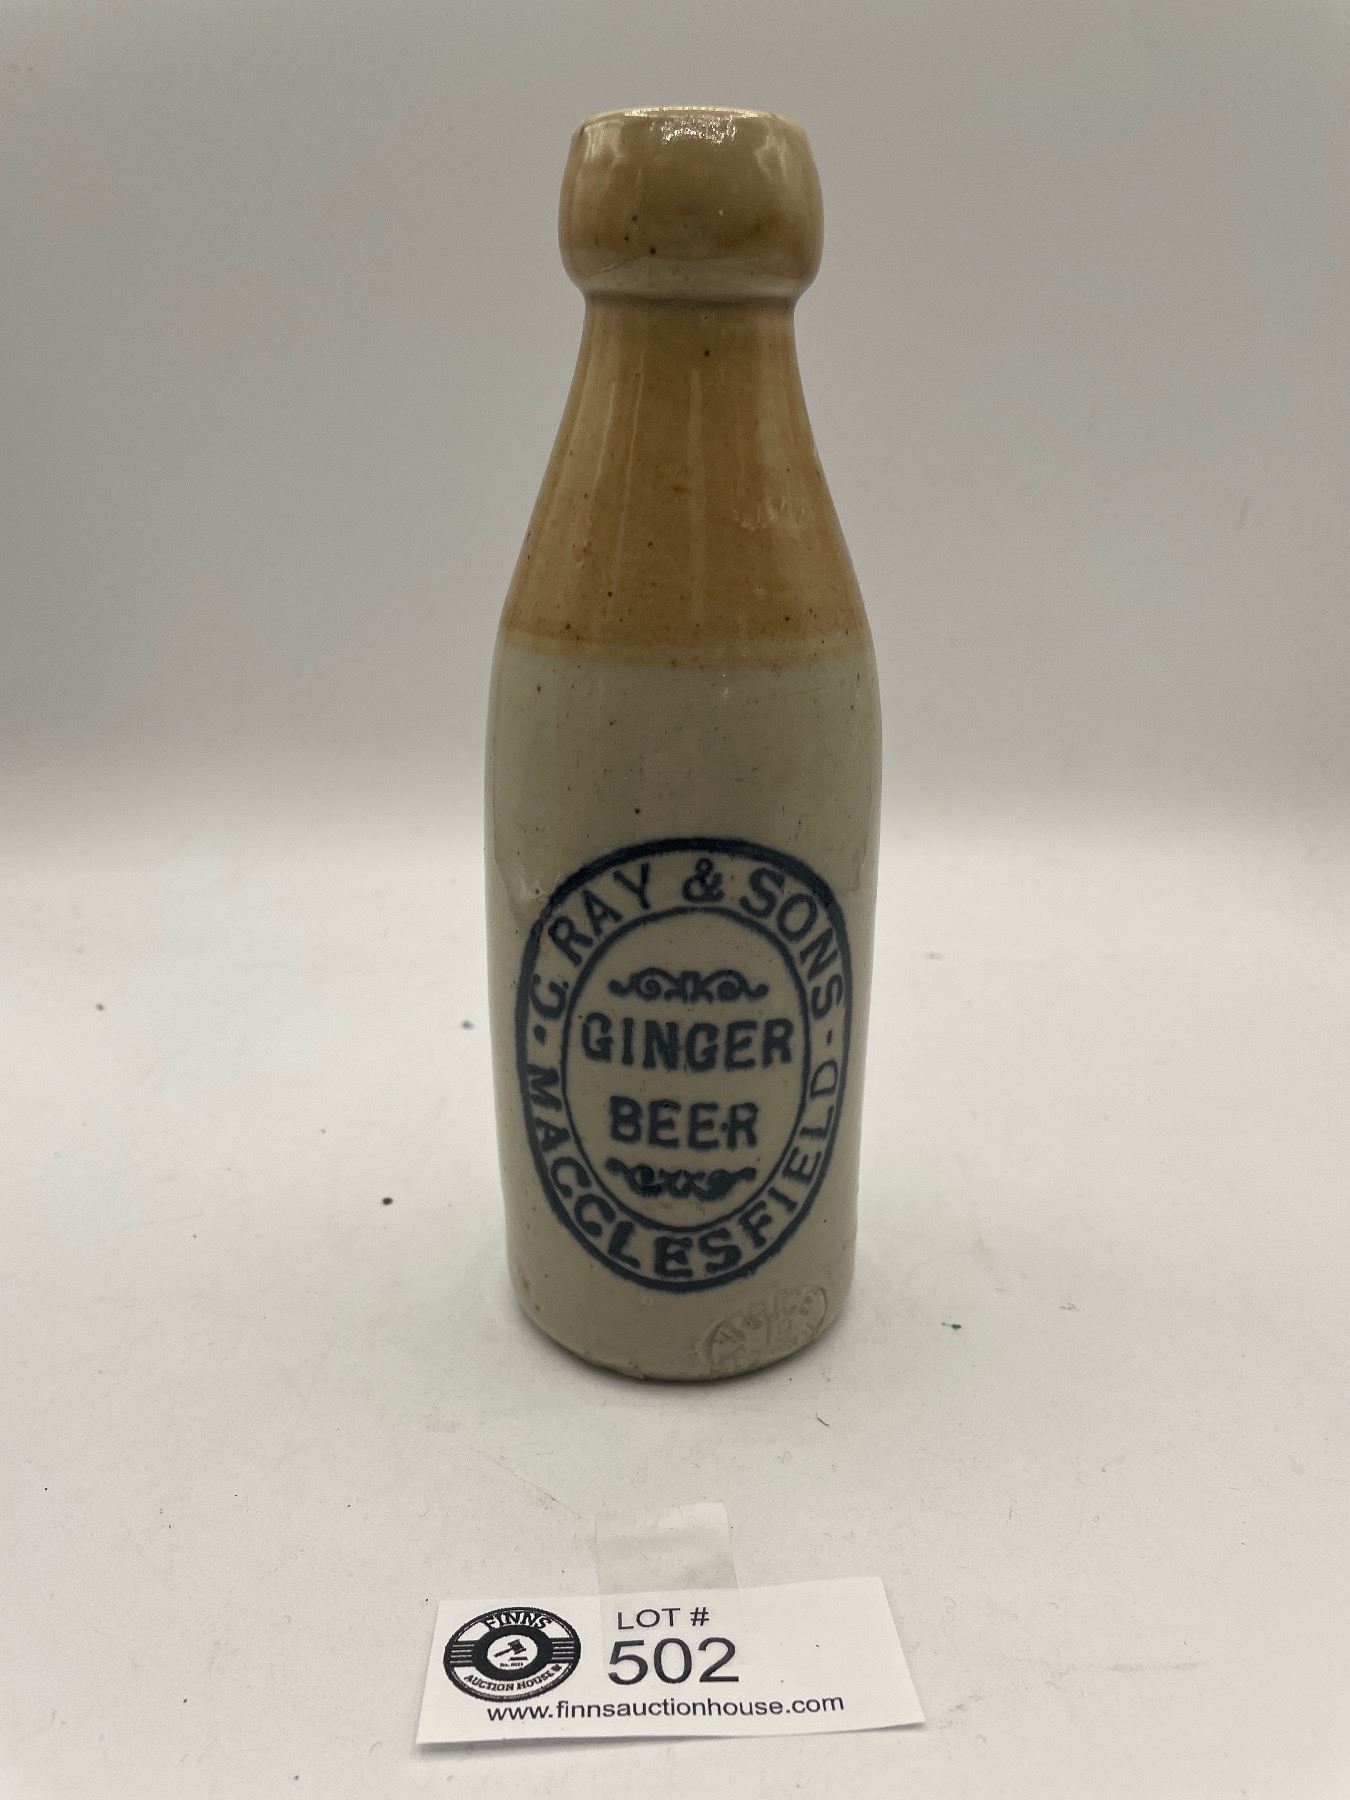 G. RAY & SONS
GINGER
BEER
· MACCLESFIELD ·
FINNS
AUCTION HOUSE
LOT #
502
www.finnsauctionhouse.com